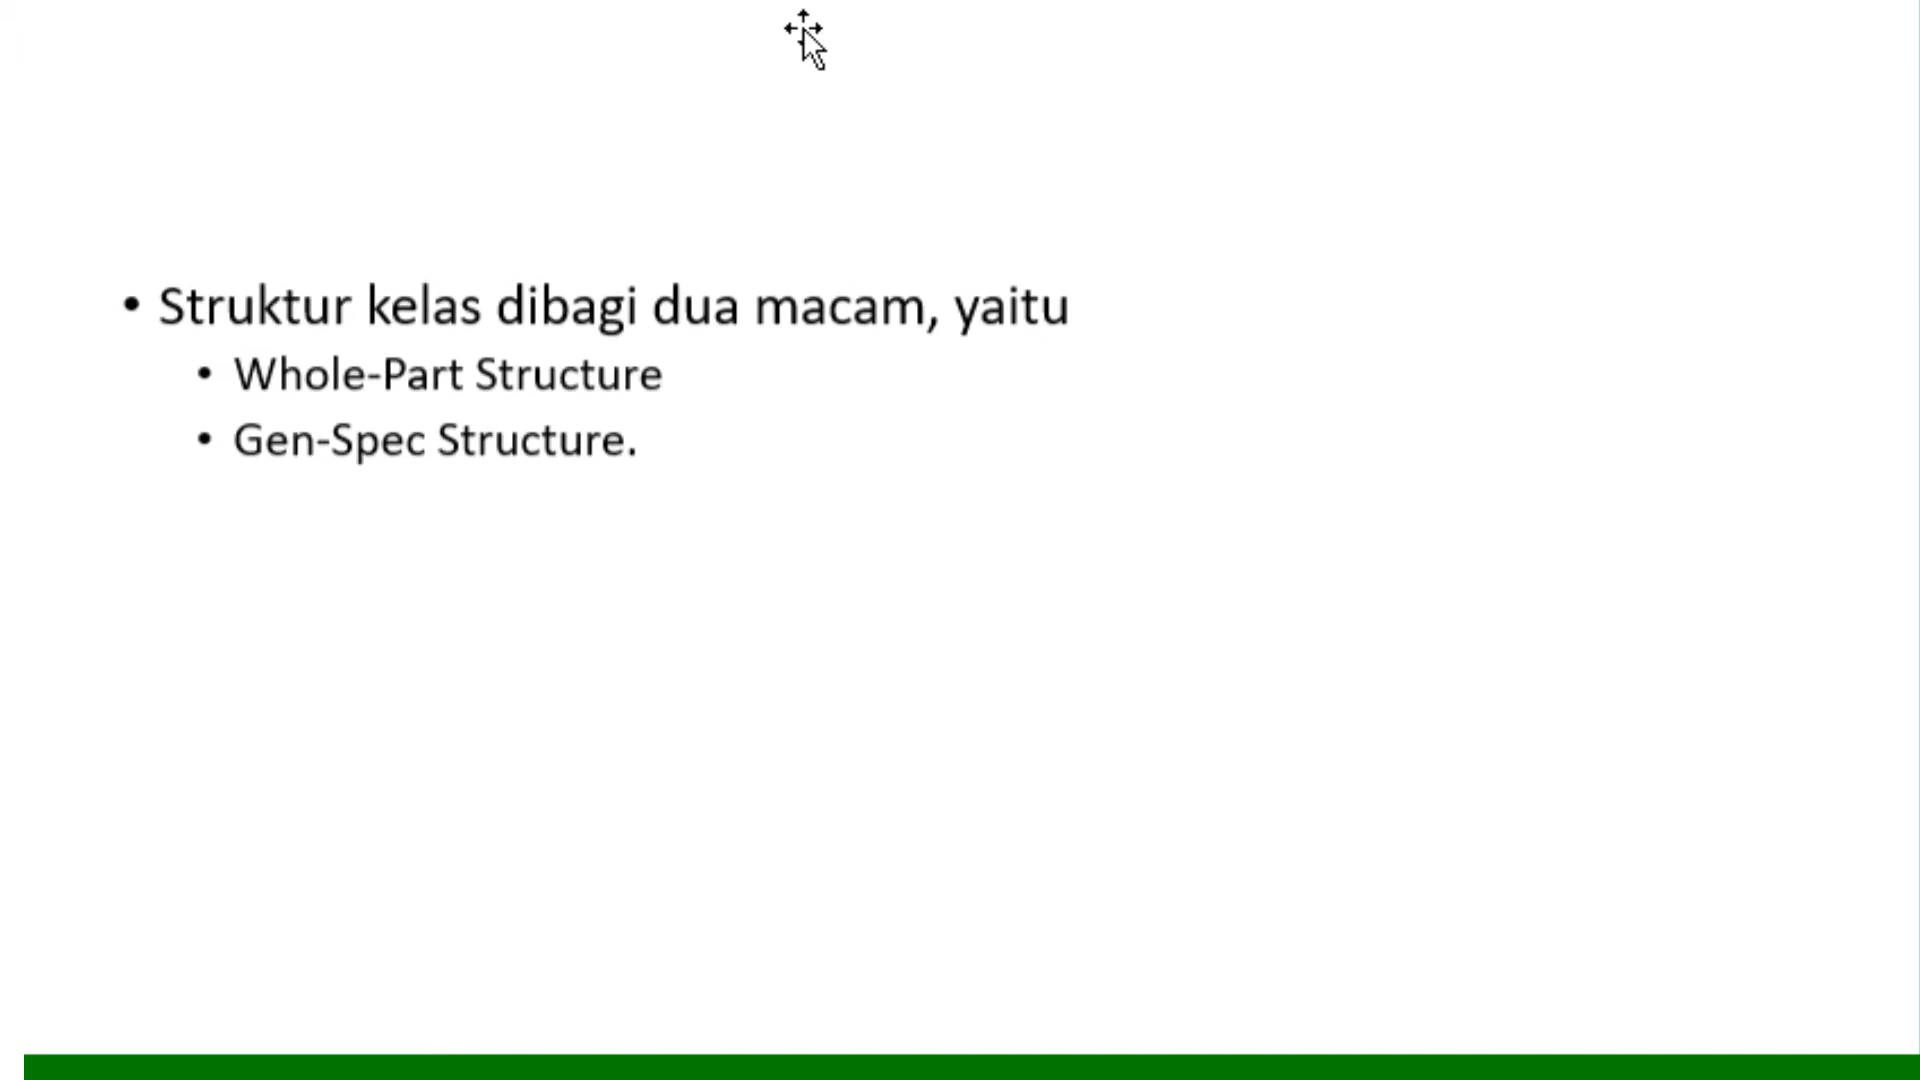 • Struktur kelas dibagi dua macam, yaitu
• Whole-Part Structure
• Gen-Spec Structure.